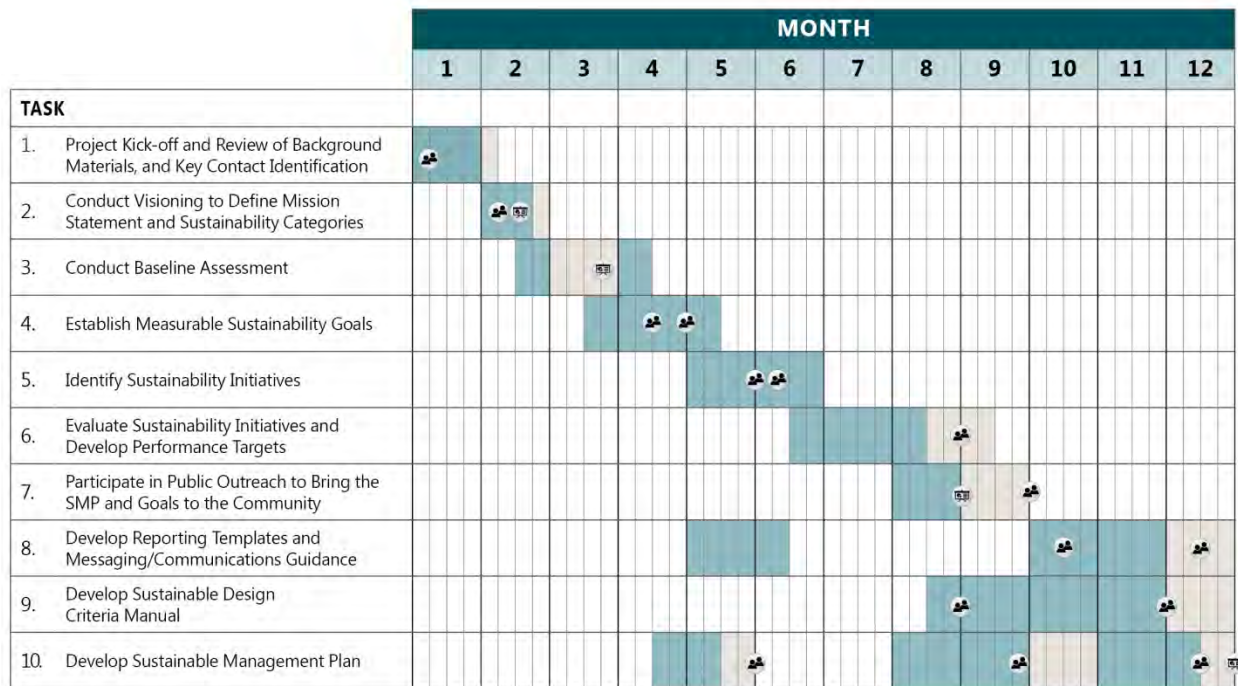 MONTH
1 2 3 4 5 6 7 8 9 10 11 12
TASK
1. Project Kick-off and Review of Background
Materials, and Key Contact Identification
2. Conduct Visioning to Define Mission
Statement and Sustainability Categories
3. Conduct Baseline Assessment
4. Establish Measurable Sustainability Goals
5. Identify Sustainability Initiatives
6. Evaluate Sustainability Initiatives and
Develop Performance Targets
7. Participate in Public Outreach to Bring the
SMP and Goals to the Community
8. Develop Reporting Templates and
Messaging/Communications Guidance
9. Develop Sustainable Design
Criteria Manual
10. Develop Sustainable Management Plan